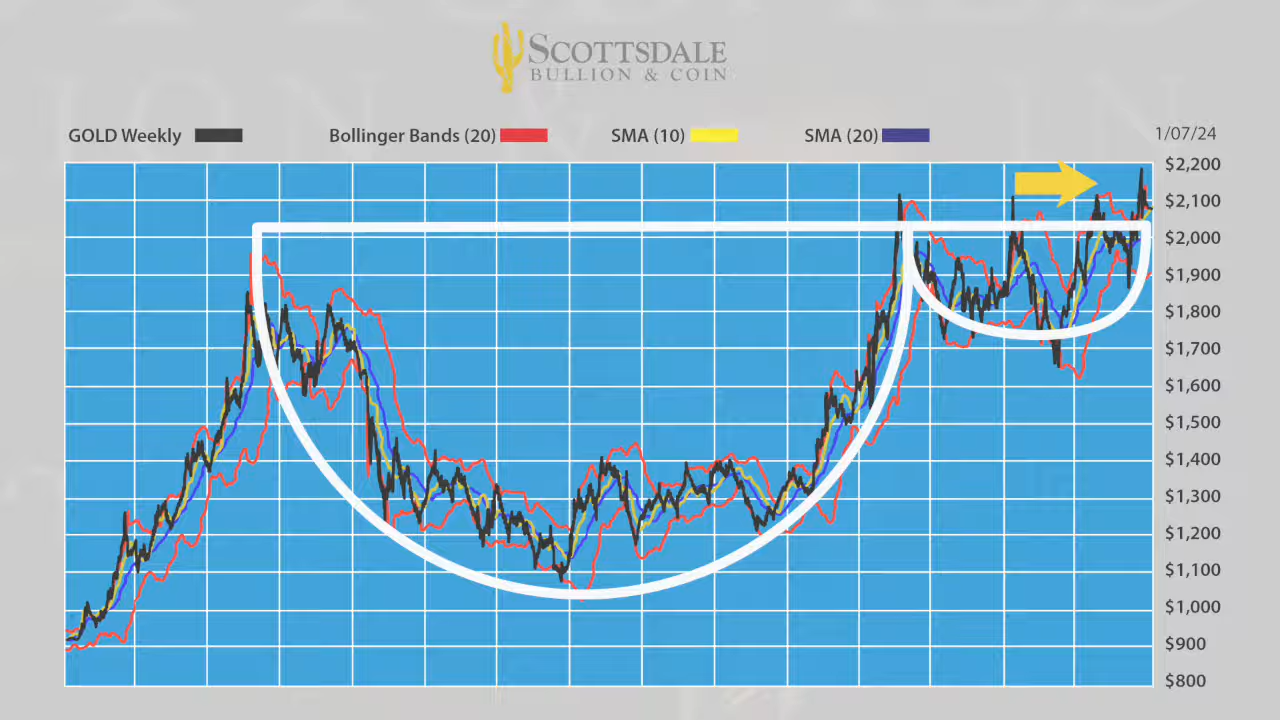 SCOTTSDALE
BULLION & COIN
GOLD Weekly
Bollinger Bands (20)
SMA (10)
SMA (20)
1/07/24
$2,200
$2,100
$2,000
$1,900
$1,800
$1,700
$1,600
$1,500
$1,400
$1,300
$1,200
$1,100
$1,000
$900
$800